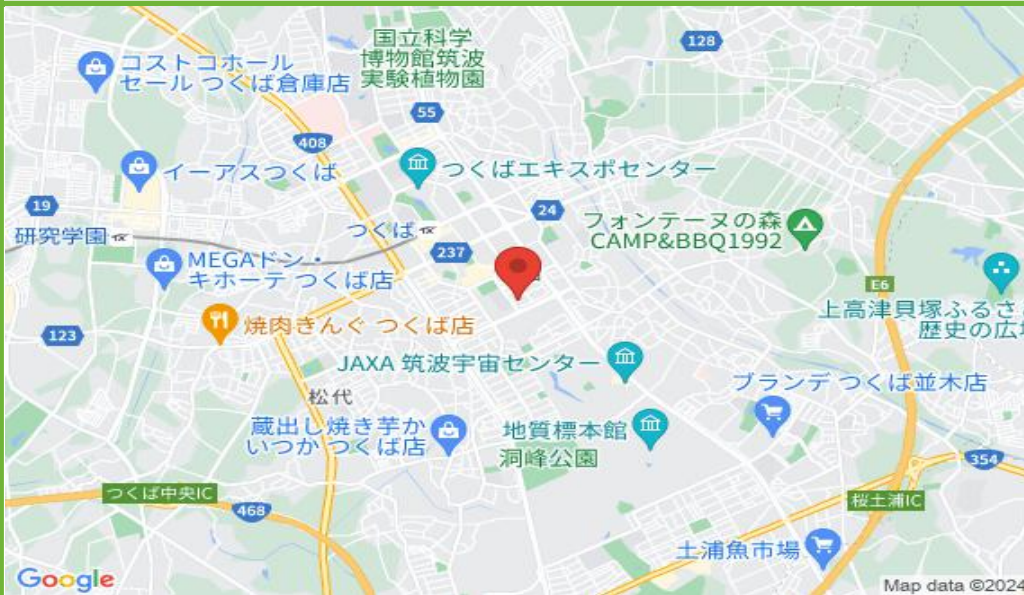 国立科学
博物館筑波
実験植物園
128
コストコホール
セール つくば倉庫店
55
408
イーアスつくば
つくばエキスポセンター
19
研究学園
つくば
24
237
フォンテーヌの森
CAMP&BBQ1992
MEGAドン・
キホーテ つくば店
E6
上高津貝塚ふるさ
歴史の広場
123
焼肉きんぐ つくば店
JAXA 筑波宇宙センター
松代
ブランデ つくば並木店
蔵出し焼き芋か
いつか つくば店
地質標本館
洞峰公園
354
つくば中央IC
468
桜土浦IC
土浦魚市場
Google
Map data ©2024